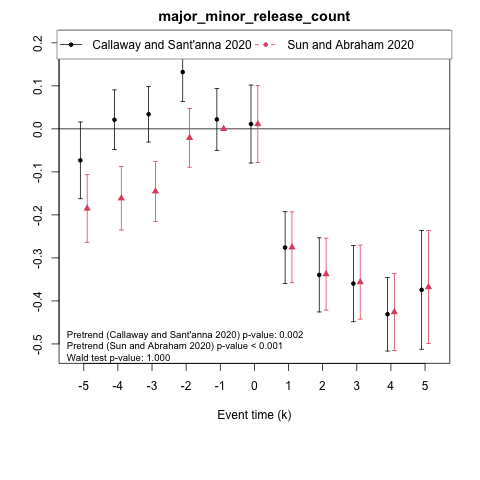 major_minor_release_count
Callaway and Sant'anna 2020 Sun and Abraham 2020
0.2
0.1
0.0
-0.1
-0.2
-0.3
-0.4
-0.5
Pretrend (Callaway and Sant'anna 2020) p-value: 0.002
Pretrend (Sun and Abraham 2020) p-value < 0.001
Wald test p-value: 1.000
-5 -4 -3 -2 -1 0 1 2 3 4 5
Event time (k)